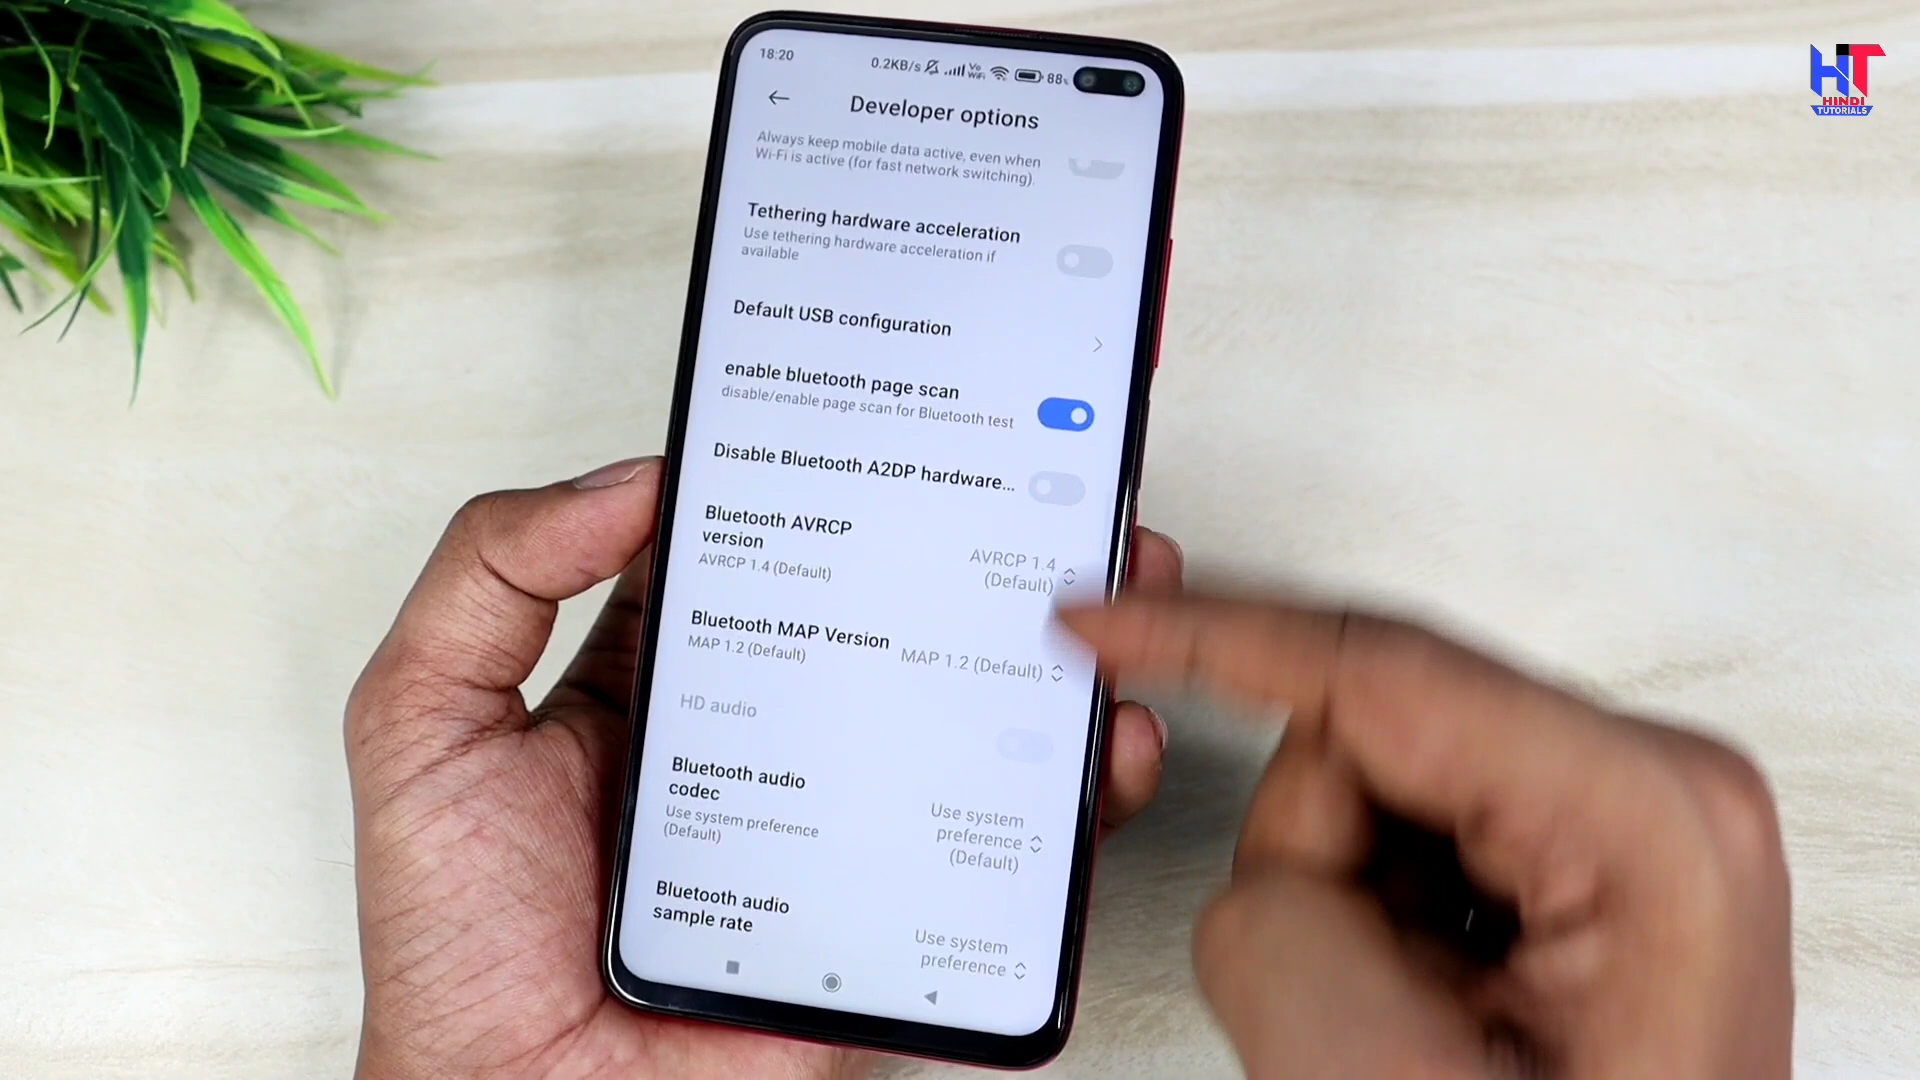 18:20
0.2KB/s
Vo
WiFi
88
Developer options
Always keep mobile data active, even when
Wi-Fi is active (for fast network switching).
Tethering hardware acceleration
Use tethering hardware acceleration if
available
Default USB configuration
enable bluetooth page scan
disable/enable page scan for Bluetooth test
Disable Bluetooth A2DP hardware...
Bluetooth AVRCP
version
AVRCP 1.4 (Default)
AVRCP 1.4
(Default)
Bluetooth MAP Version
MAP 1.2 (Default)
MAP 1.2 (Default)
HD audio
Bluetooth audio
codec
Use system preference
(Default)
Use system
preference
(Default)
Bluetooth audio
sample rate
Use system
preference
HT
HINDI
TUTORIALS